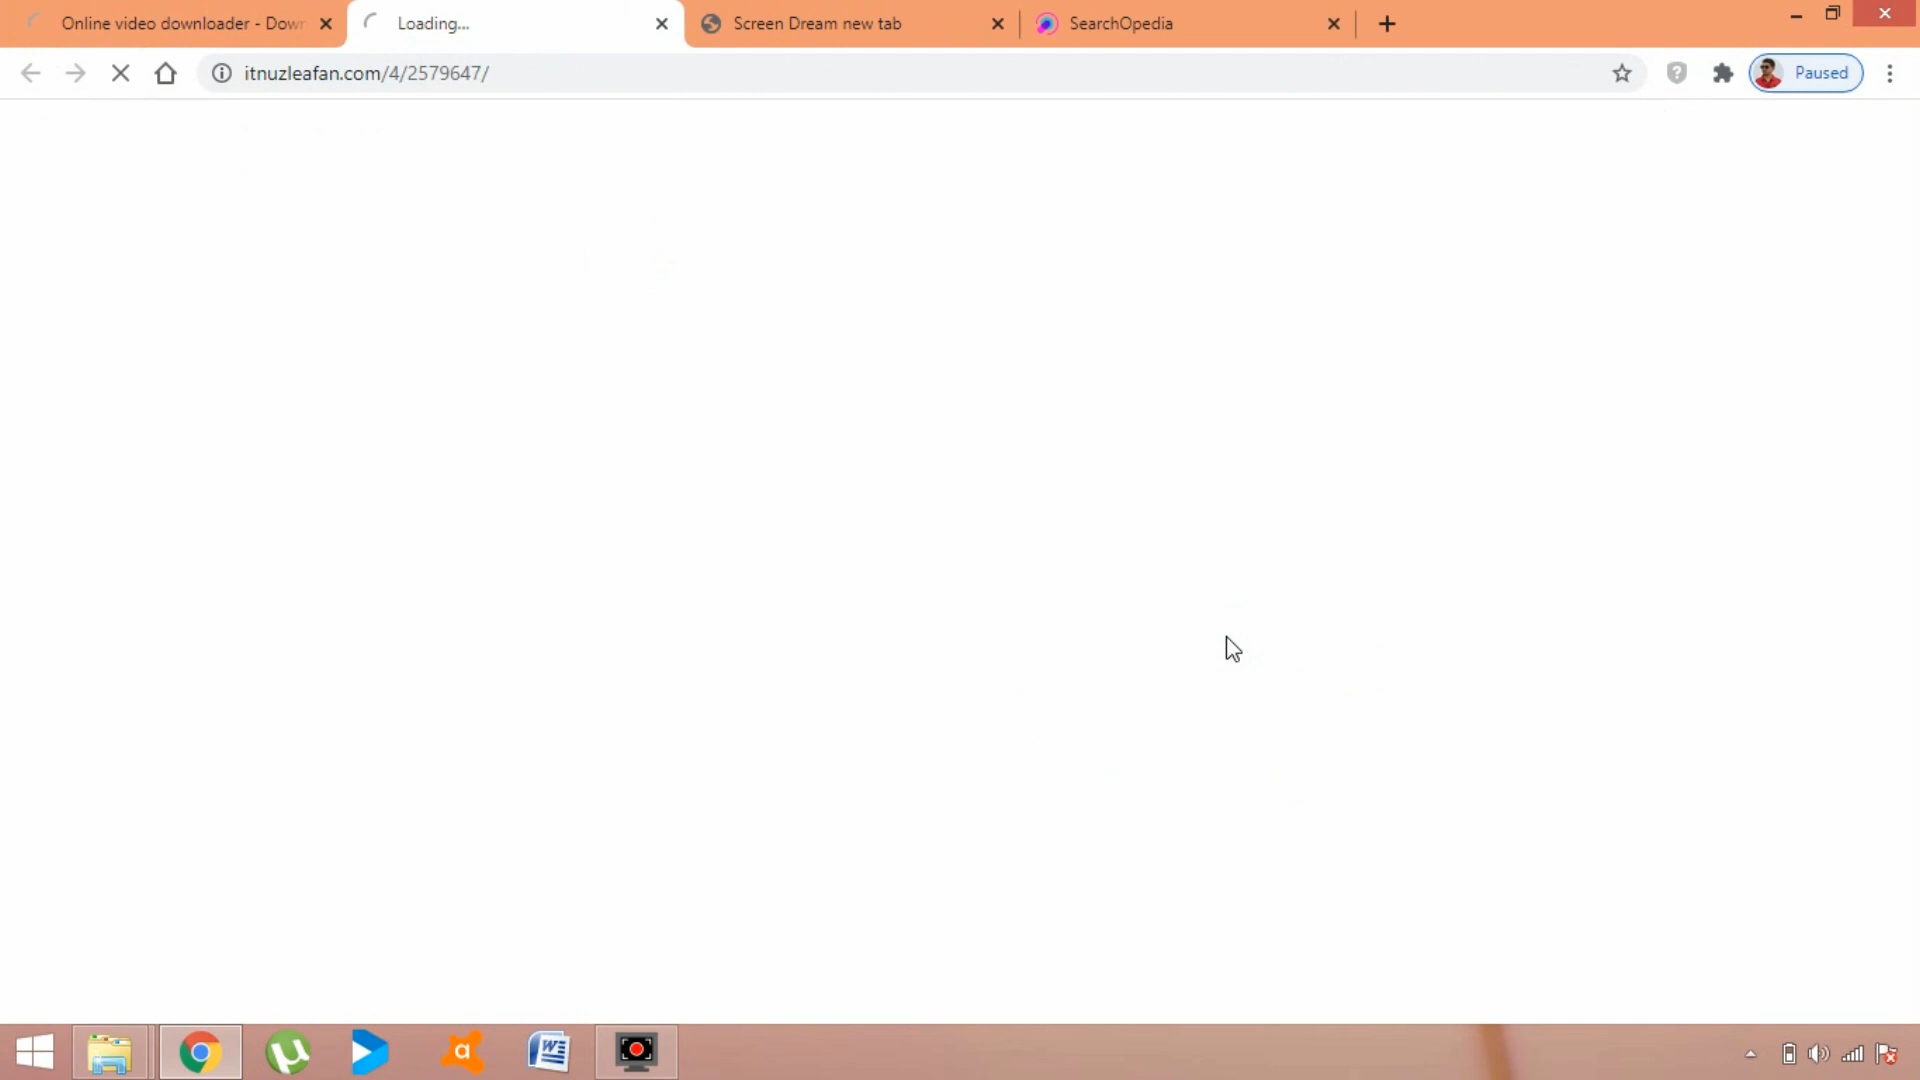 Online video downloader - Dow
Loading...
Screen Dream new tab
SearchOpedia
itnuzleafan.com/4/2579647/
Paused